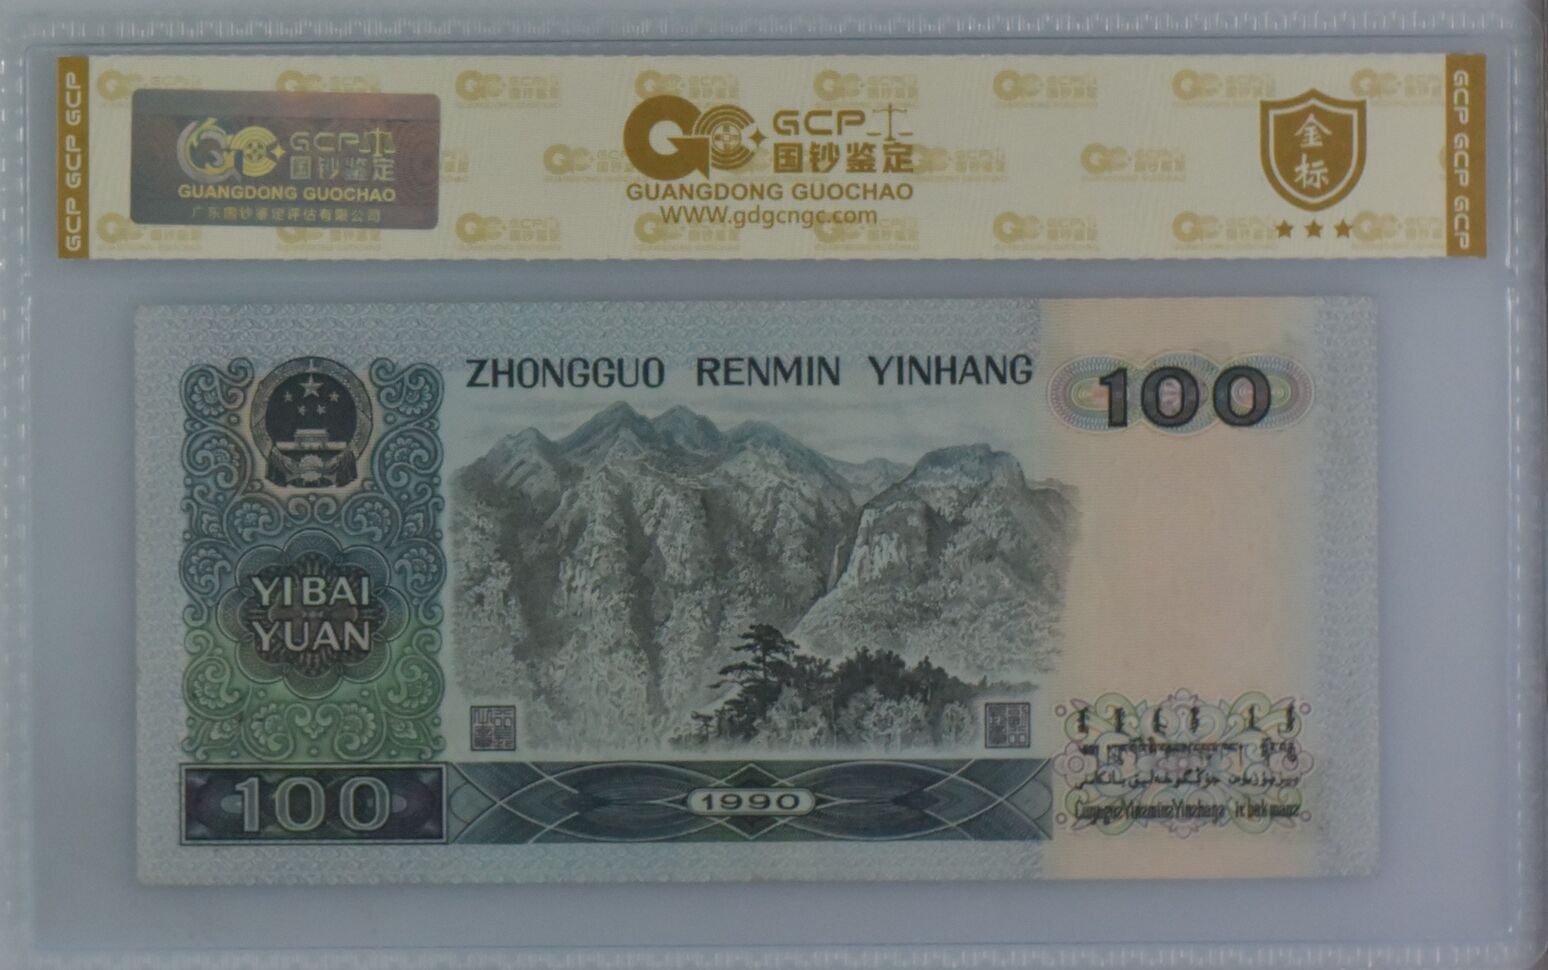 GCP GCP GCP
GCP
国钞鉴定
GUANGDONG GUOCHAO
广东国钞鉴定评估有限公司
GCP
国钞鉴定
GUANGDONG GUOCHAO
WWW.gdgcngc.com
金标
GCP GCP GCP
ZHONGGUO RENMIN YINHANG
100
YIBAI
YUAN
100
1990